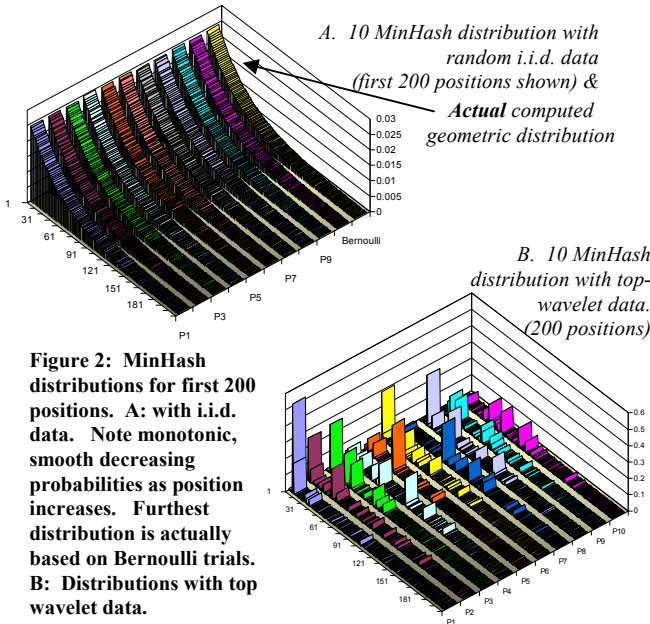 A. 10 MinHash distribution with
random i.i.d. data
(first 200 positions shown) &
Actual computed
geometric distribution
0.03
0.025
0.02
0.015
0.01
0.005
0
1
31
61
91
121
151
181
P1
P3
P5
P7
P9
Bernoulli
B. 10 MinHash
distribution with top-
wavelet data.
(200 positions)
Figure 2: MinHash
distributions for first 200
positions. A: with i.i.d.
data. Note monotonic,
smooth decreasing
probabilities as position
increases. Furthest
distribution is actually
based on Bernoulli trials.
B: Distributions with top
wavelet data.
0.6
0.5
0.4
0.3
0.2
0.1
0
1
31
61
91
121
151
181
P1
P2
P3
P4
P5
P6
P7
P8
P9
P10